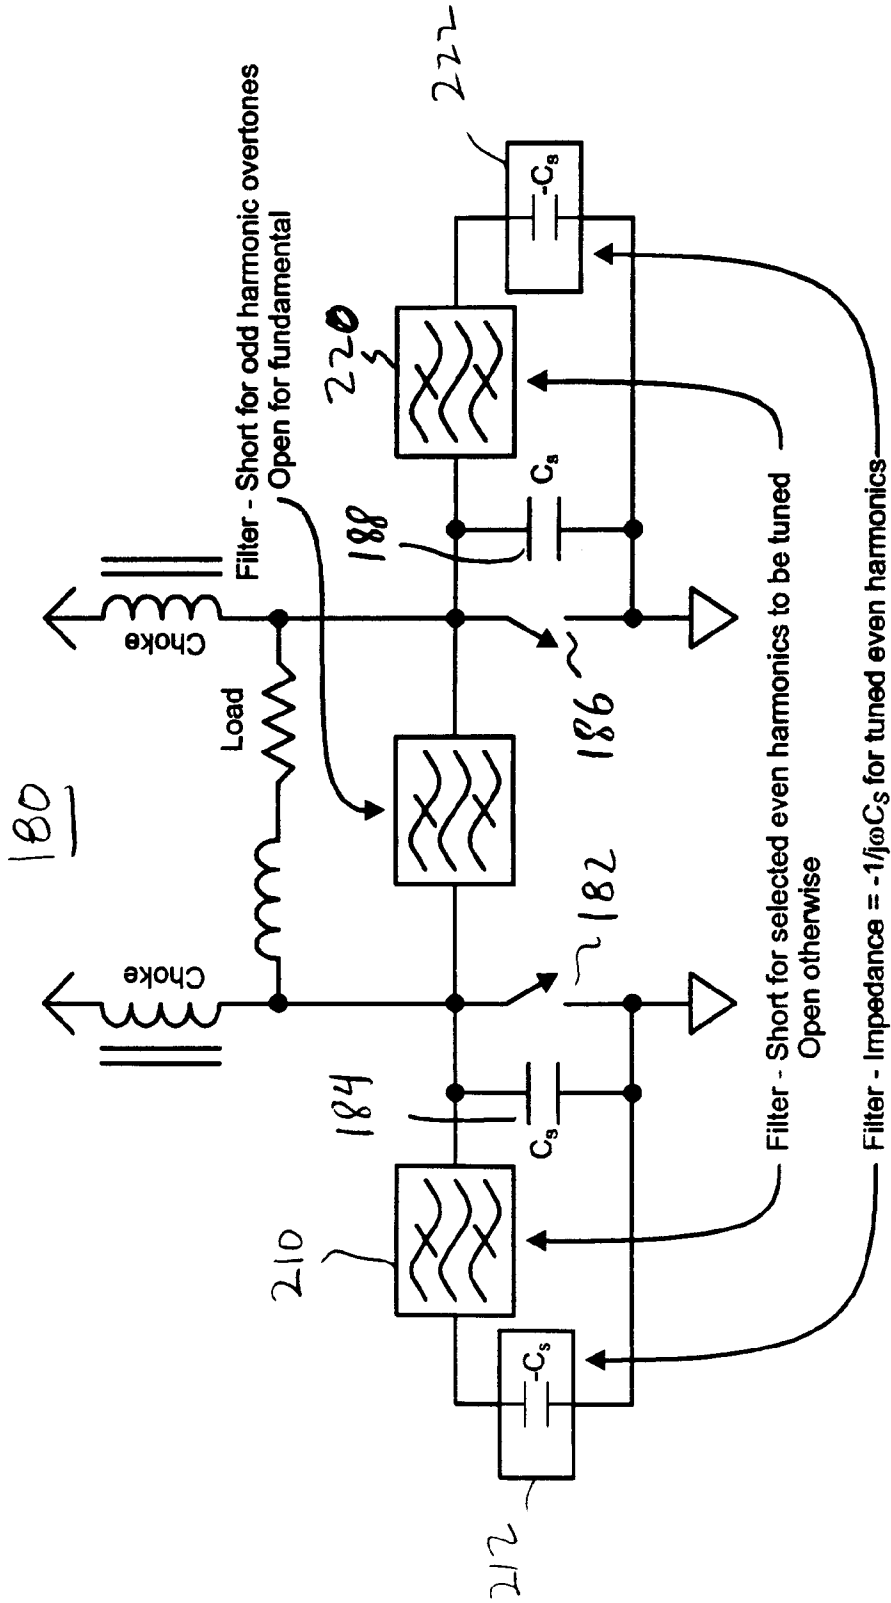 180
Choke
Choke
Load
Filter - Short for odd harmonic overtones
Open for fundamental
210
184
188
220
222
212
-Cₛ
Cₛ
182
186
Cₛ
-Cₛ
Filter - Short for selected even harmonics to be tuned
Open otherwise
Filter - Impedance = -1/jωC_S for tuned even harmonics